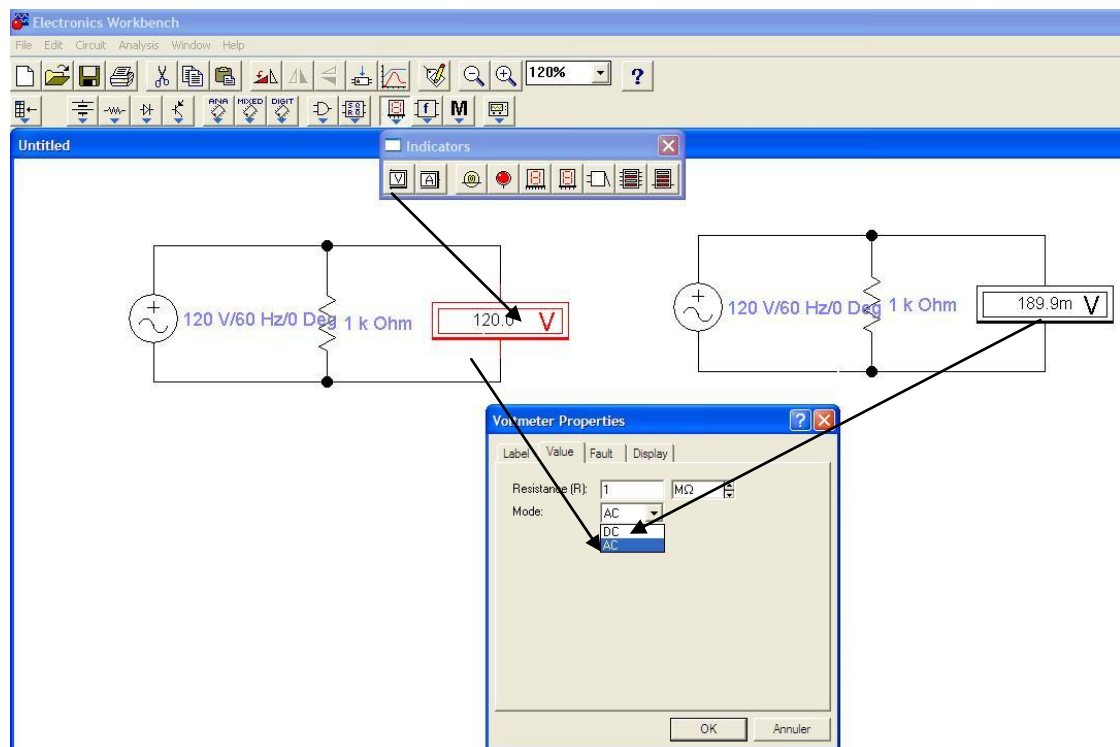 Electronics Workbench
File Edit Circuit Analysis Window Help
120% ?
ANA MIXED DIGIT
M
Untitled
Indicators
V A
120 V/60 Hz/0 Deg 1 k Ohm 120.0 V
120 V/60 Hz/0 Deg 1 k Ohm 189.9m V
Voltmeter Properties ?
Label Value Fault Display
Resistance (R): 1 MΩ
Mode: AC
DC
AC
OK Annuler